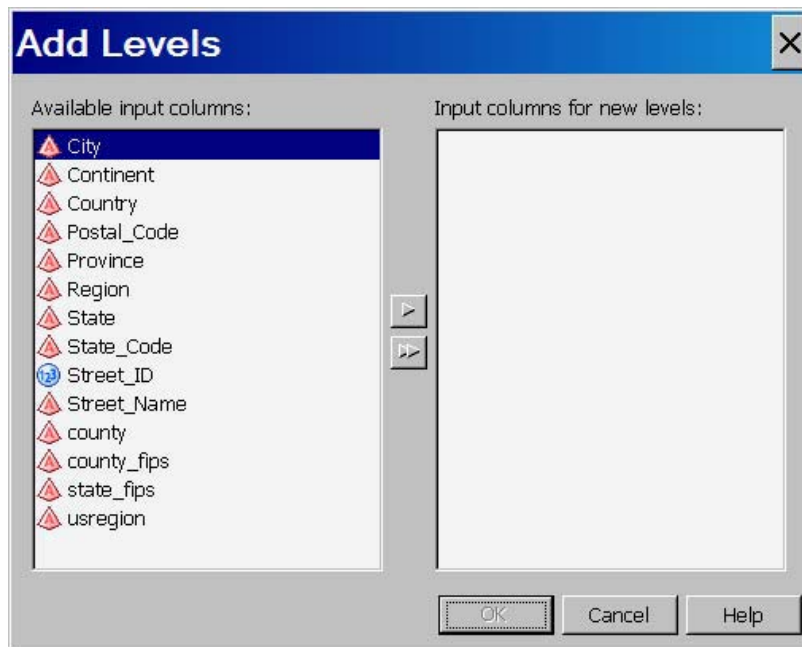 Add Levels
Available input columns:
Input columns for new levels:
City
Continent
Country
Postal_Code
Province
Region
State
State_Code
123 Street_ID
Street_Name
county
county_fips
state_fips
usregion
OK
Cancel
Help